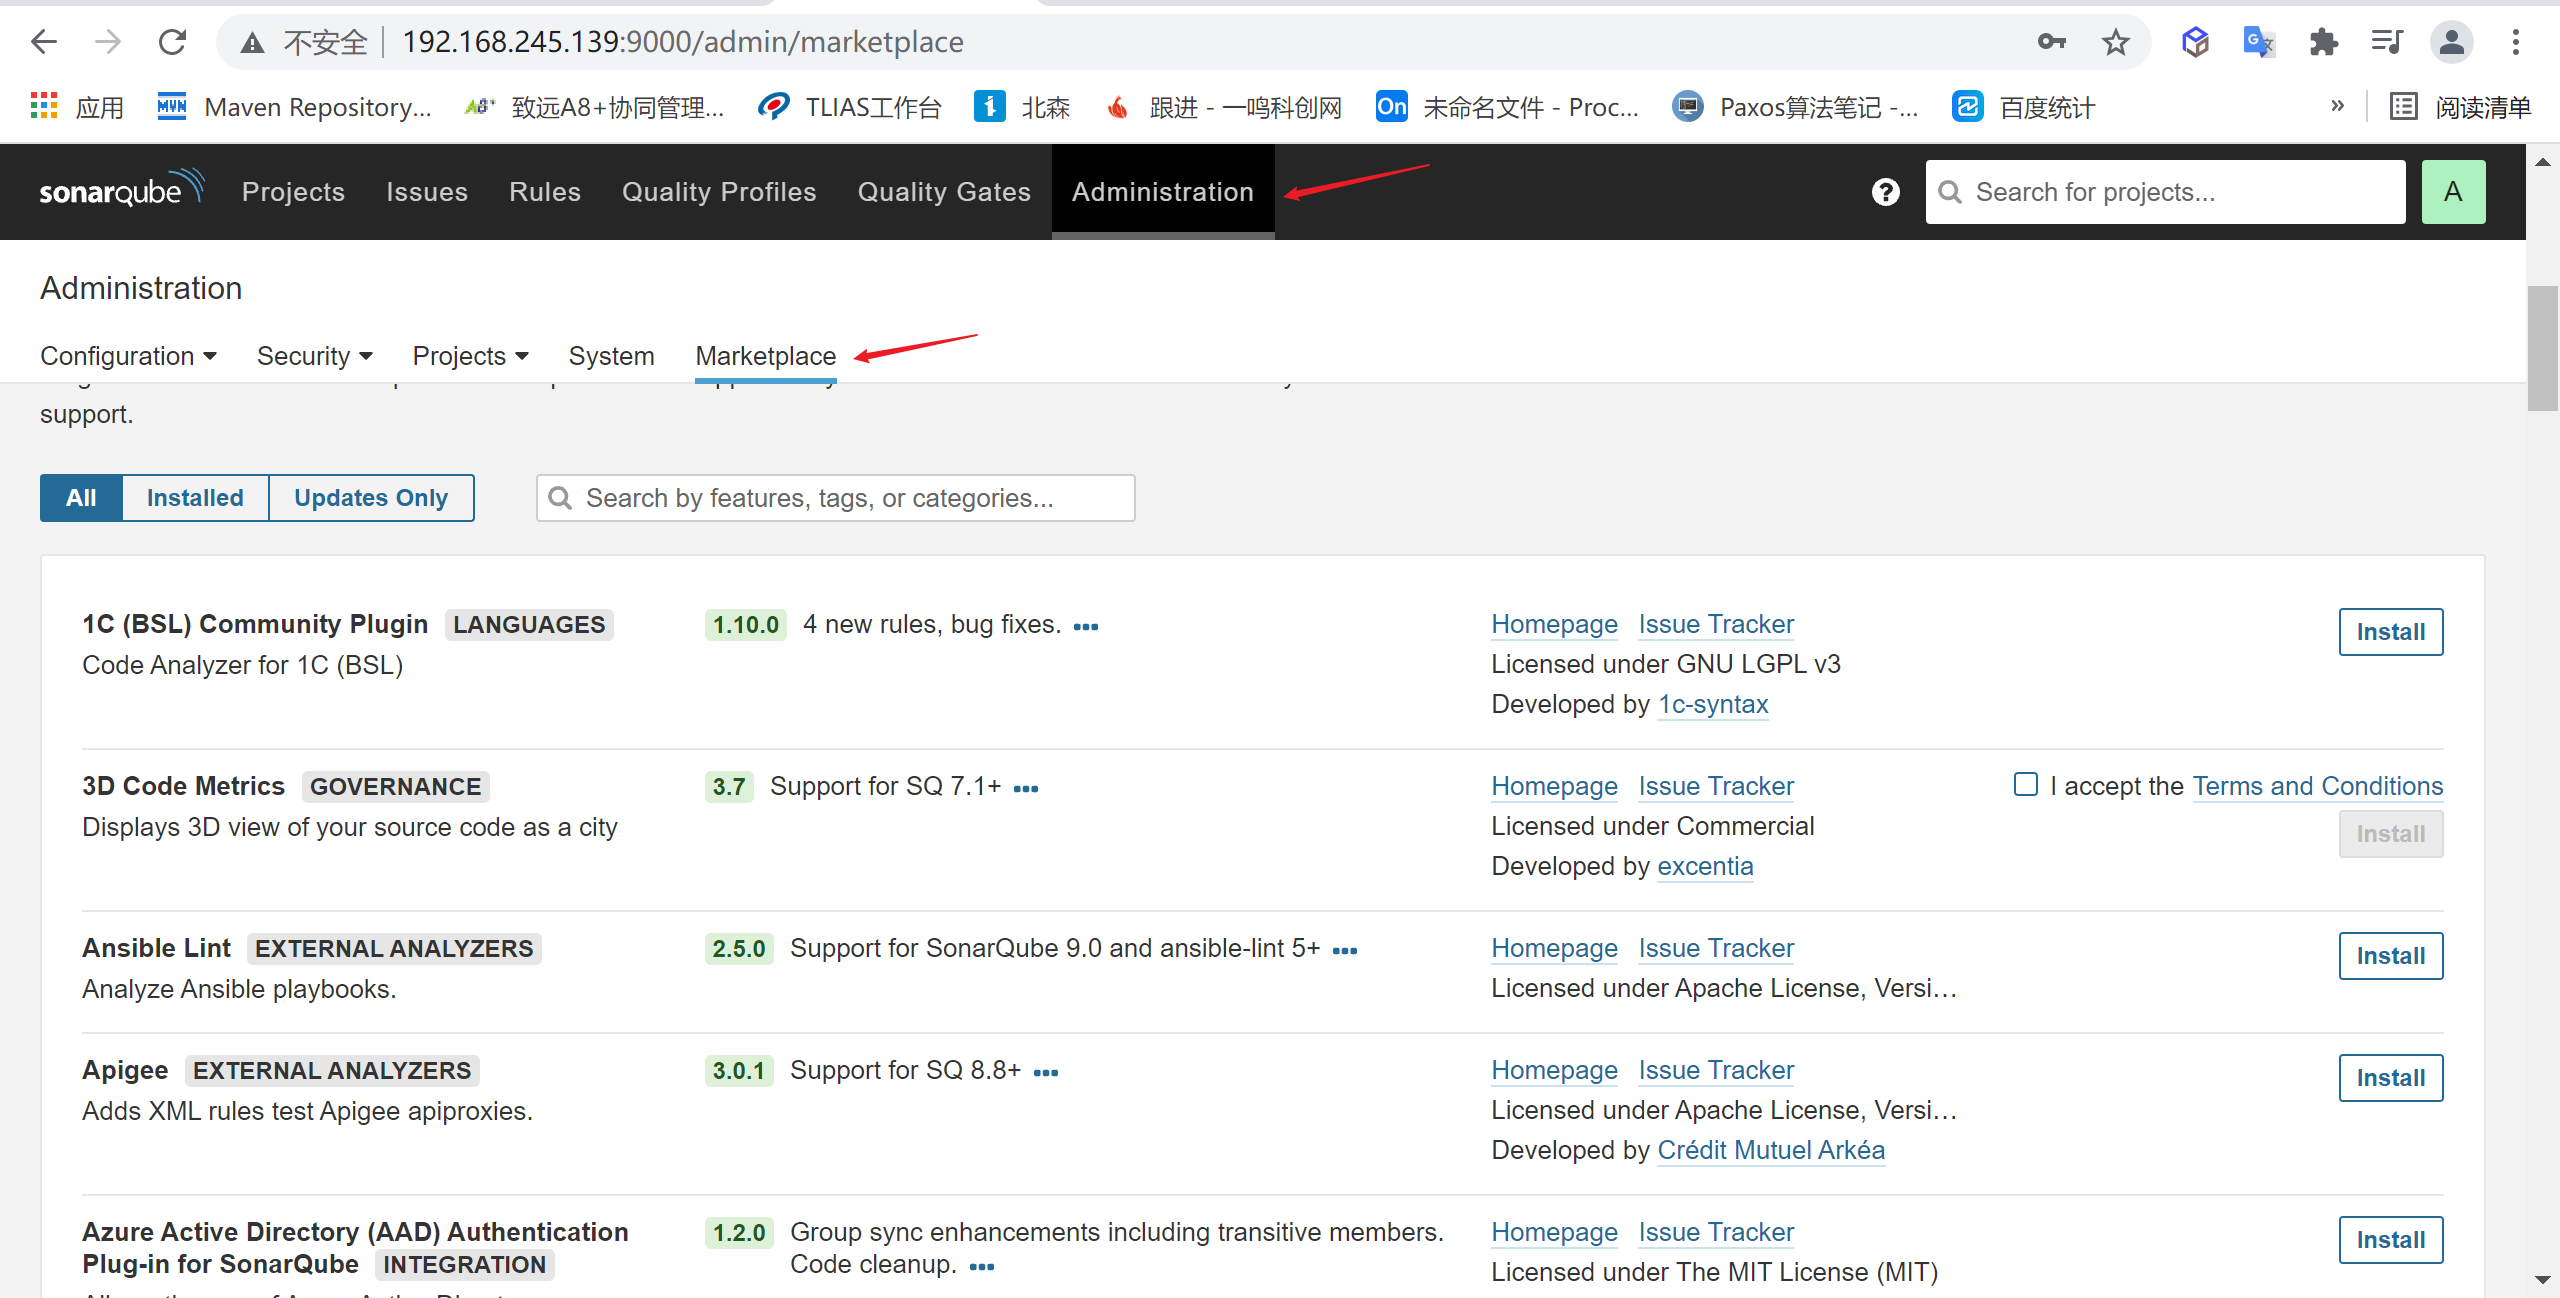 不安全 192.168.245.139:9000/admin/marketplace
应用 Maven Repository... 致远A8+协同管理... TLIAS工作台 北森 跟进 - 一鸣科创网 On 未命名文件 - Proc... Paxos算法笔记 -... 百度统计 » 阅读清单
sonarqube Projects Issues Rules Quality Profiles Quality Gates Administration Search for projects... A
Administration
Configuration Security Projects System Marketplace
support.
All Installed Updates Only Search by features, tags, or categories...
1C (BSL) Community Plugin LANGUAGES 1.10.0 4 new rules, bug fixes. Homepage Issue Tracker Install
Code Analyzer for 1C (BSL) Licensed under GNU LGPL v3
Developed by 1c-syntax
3D Code Metrics GOVERNANCE 3.7 Support for SQ 7.1+ Homepage Issue Tracker I accept the Terms and Conditions
Displays 3D view of your source code as a city Licensed under Commercial Install
Developed by excentia
Ansible Lint EXTERNAL ANALYZERS 2.5.0 Support for SonarQube 9.0 and ansible-lint 5+ Homepage Issue Tracker Install
Analyze Ansible playbooks. Licensed under Apache License, Versi...
Apigee EXTERNAL ANALYZERS 3.0.1 Support for SQ 8.8+ Homepage Issue Tracker Install
Adds XML rules test Apigee apiproxies. Licensed under Apache License, Versi...
Developed by Crédit Mutuel Arkéa
Azure Active Directory (AAD) Authentication 1.2.0 Group sync enhancements including transitive members. Homepage Issue Tracker Install
Plug-in for SonarQube INTEGRATION Code cleanup. Licensed under The MIT License (MIT)